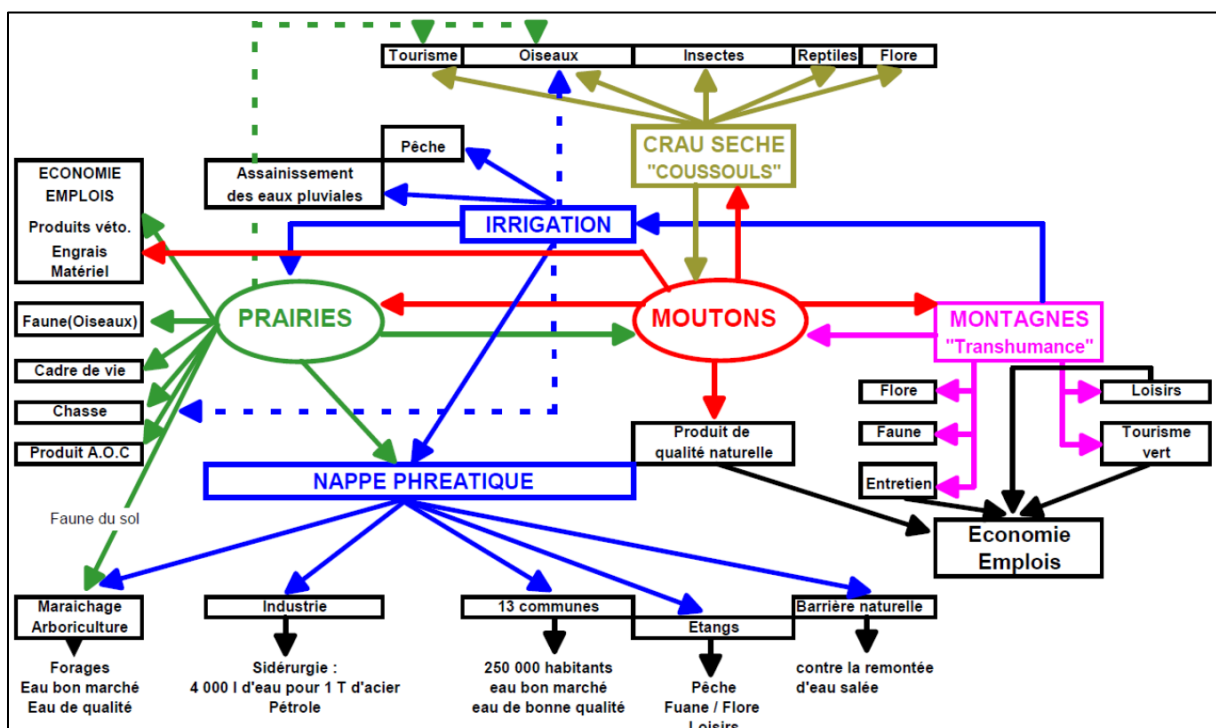 Tourisme
Oiseaux
Insectes
Reptiles
Flore
CRAU SECHE
"COUSSOULS"
Pêche
Assainissement
des eaux pluviales
ECONOMIE
EMPLOIS
Produits véto.
Engrais
Matériel
IRRIGATION
PRAIRIES
MOUTONS
MONTAGNES
"Transhumance"
Faune(Oiseaux)
Cadre de vie
Chasse
Produit A.O.C
Flore
Faune
Entretien
Loisirs
Tourisme
vert
Produit de
qualité naturelle
NAPPE PHREATIQUE
Faune du sol
Economie
Emplois
Maraichage
Arboriculture
Industrie
13 communes
Etangs
Barrière naturelle
Forages
Eau bon marché
Eau de qualité
Sidérurgie :
4 000 l d'eau pour 1 T d'acier
Pétrole
250 000 habitants
eau bon marché
eau de bonne qualité
Pêche
Fuane / Flore
Loisirs
contre la remontée
d'eau salée